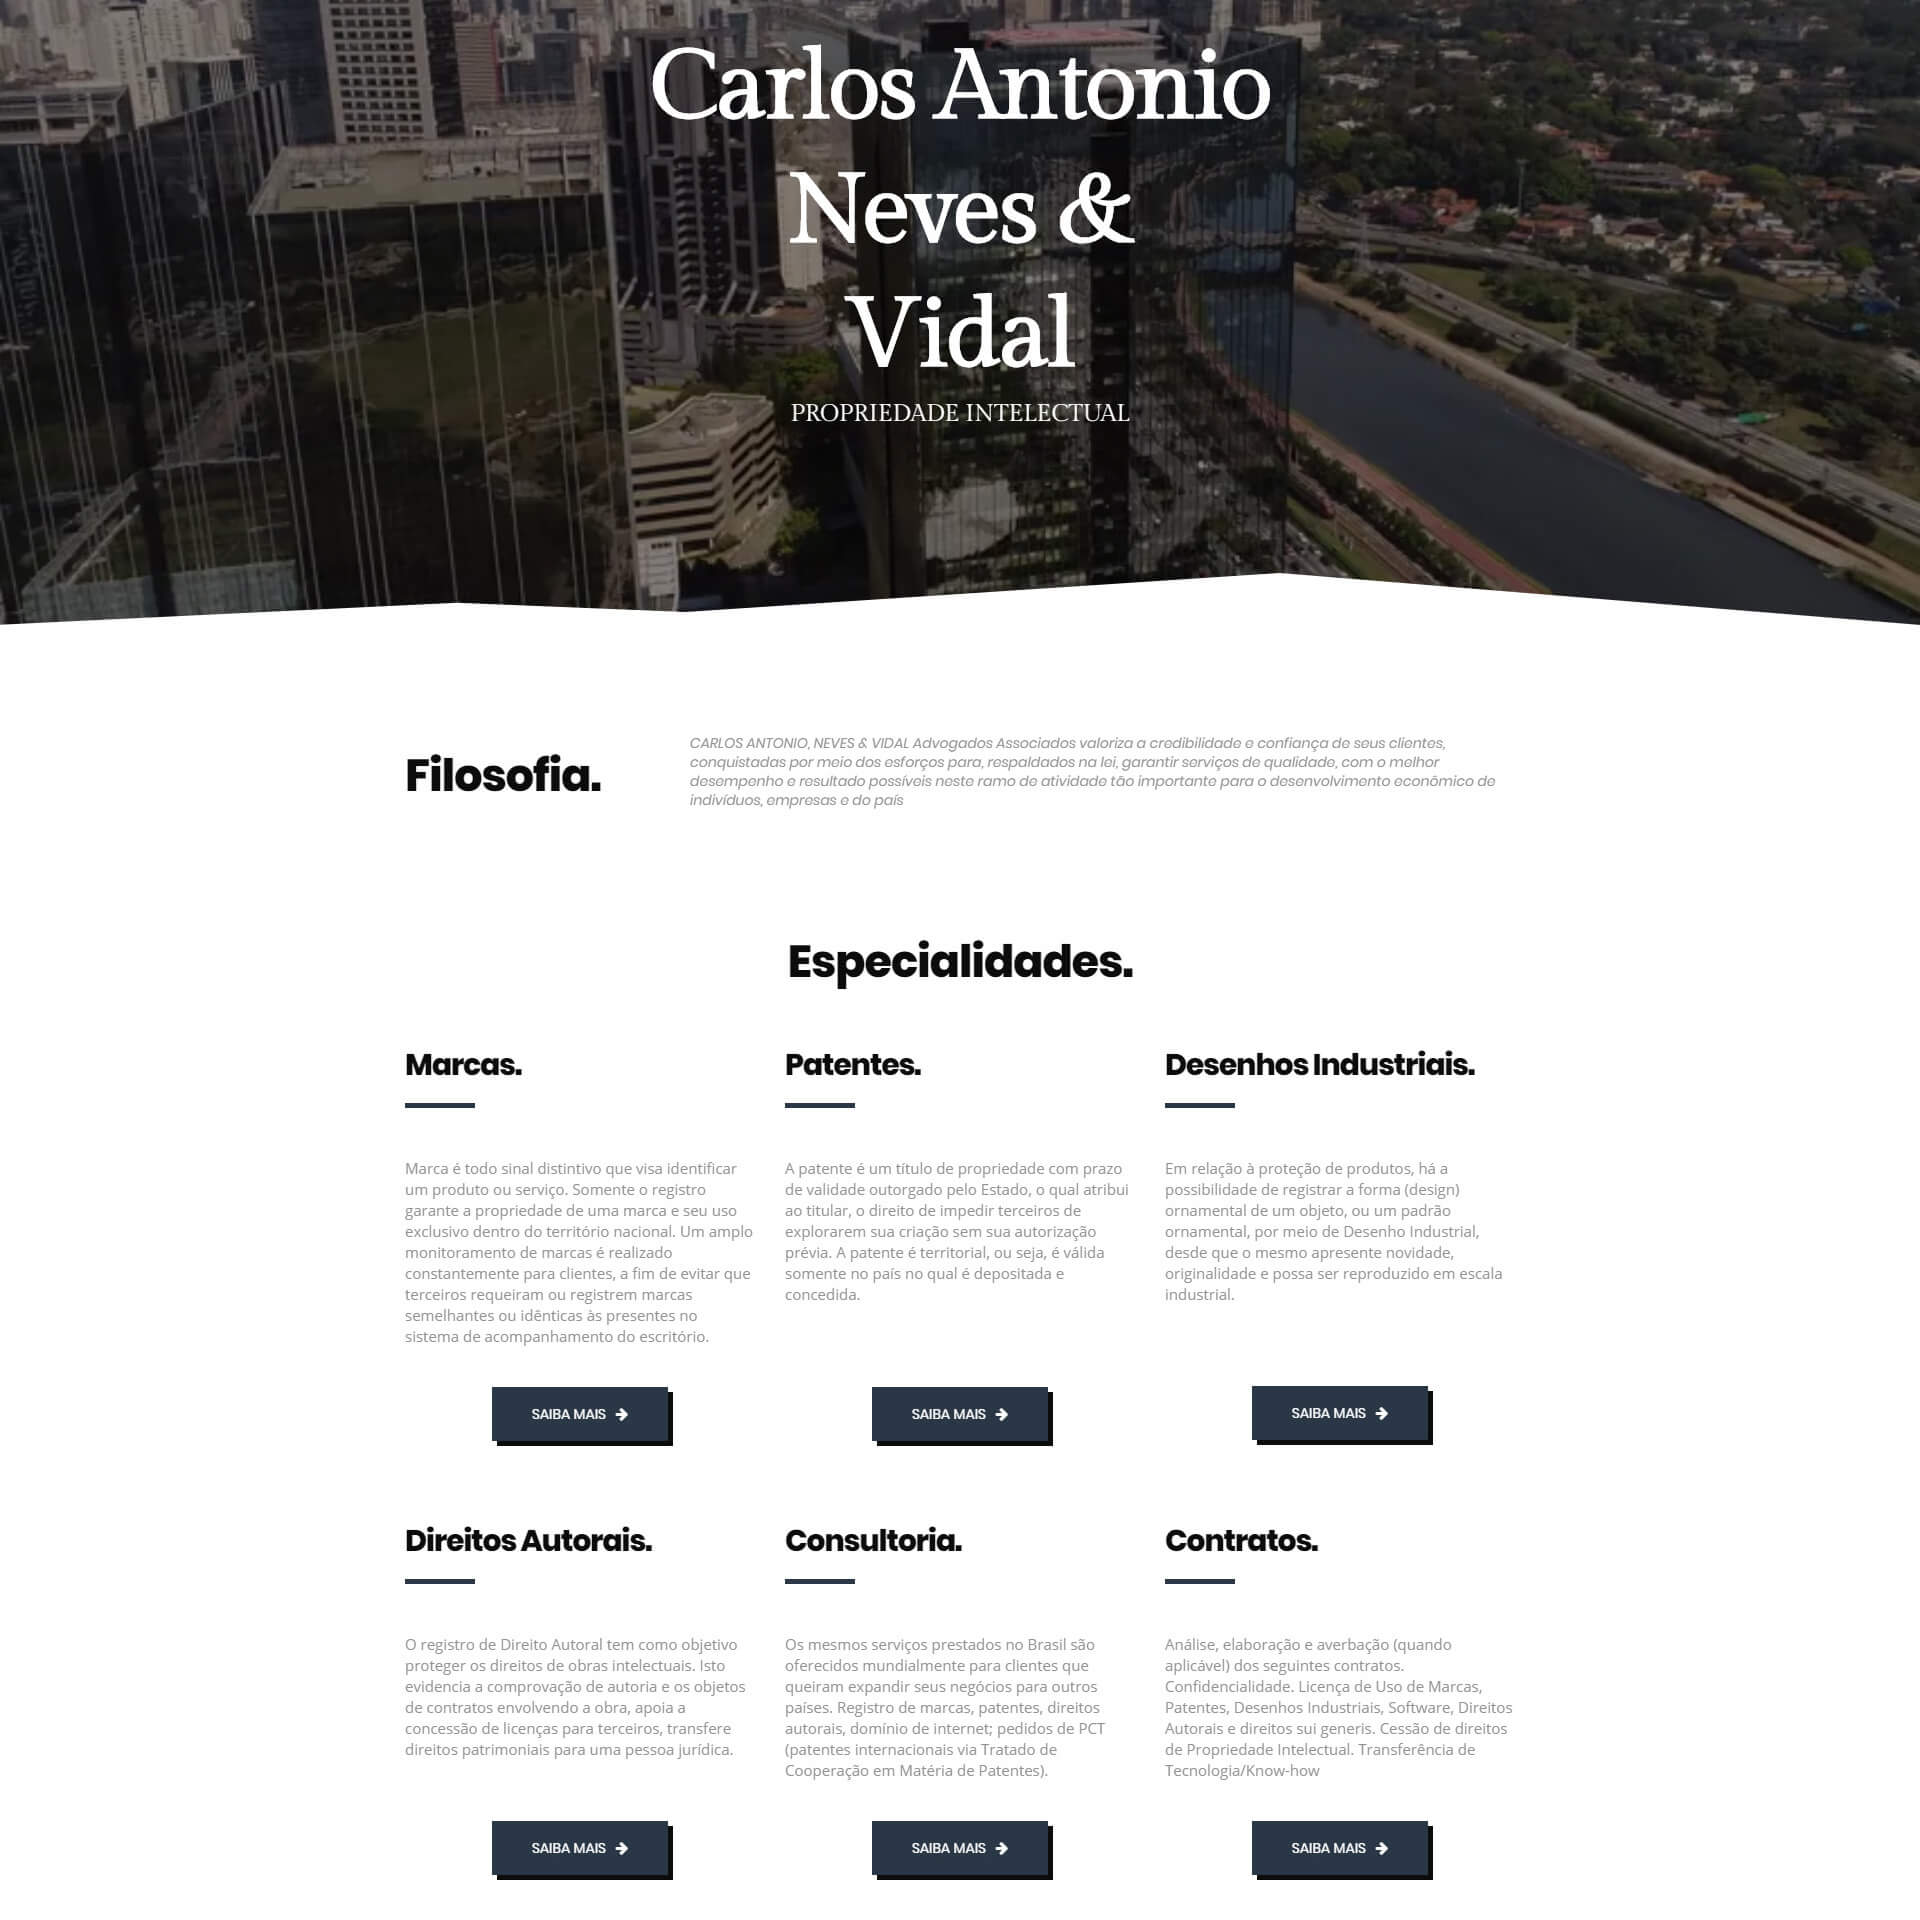 Carlos Antonio
Neves &
Vidal
PROPRIEDADE INTELECTUAL
Filosofia.
CARLOS ANTONIO, NEVES & VIDAL Advogados Associados valoriza a credibilidade e confiança de seus clientes,
conquistadas por meio dos esforços para, respaldados na lei, garantir serviços de qualidade, com o melhor
desempenho e resultado possíveis neste ramo de atividade tão importante para o desenvolvimento econômico de
indivíduos, empresas e do país
Especialidades.
Marcas.
Marca é todo sinal distintivo que visa identificar
um produto ou serviço. Somente o registro
garante a propriedade de uma marca e seu uso
exclusivo dentro do território nacional. Um amplo
monitoramento de marcas é realizado
constantemente para clientes, a fim de evitar que
terceiros requeiram ou registrem marcas
semelhantes ou idênticas às presentes no
sistema de acompanhamento do escritório.
SAIBA MAIS
Patentes.
A patente é um título de propriedade com prazo
de validade outorgado pelo Estado, o qual atribui
ao titular, o direito de impedir terceiros de
explorarem sua criação sem sua autorização
prévia. A patente é territorial, ou seja, é válida
somente no país no qual é depositada e
concedida.
SAIBA MAIS
Desenhos Industriais.
Em relação à proteção de produtos, há a
possibilidade de registrar a forma (design)
ornamental de um objeto, ou um padrão
ornamental, por meio de Desenho Industrial,
desde que o mesmo apresente novidade,
originalidade e possa ser reproduzido em escala
industrial.
SAIBA MAIS
Direitos Autorais.
O registro de Direito Autoral tem como objetivo
proteger os direitos de obras intelectuais. Isto
evidencia a comprovação de autoria e os objetos
de contratos envolvendo a obra, apoia a
concessão de licenças para terceiros, transfere
direitos patrimoniais para uma pessoa jurídica.
SAIBA MAIS
Consultoria.
Os mesmos serviços prestados no Brasil são
oferecidos mundialmente para clientes que
queiram expandir seus negócios para outros
países. Registro de marcas, patentes, direitos
autorais, domínio de internet; pedidos de PCT
(patentes internacionais via Tratado de
Cooperação em Matéria de Patentes).
SAIBA MAIS
Contratos.
Análise, elaboração e averbação (quando
aplicável) dos seguintes contratos.
Confidencialidade. Licença de Uso de Marcas,
Patentes, Desenhos Industriais, Software, Direitos
Autorais e direitos sui generis. Cessão de direitos
de Propriedade Intelectual. Transferência de
Tecnologia/Know-how
SAIBA MAIS